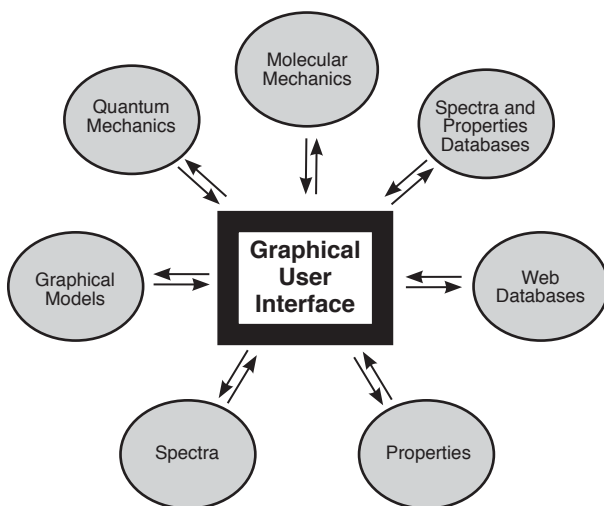 Molecular
Mechanics
Quantum
Mechanics
Spectra and
Properties
Databases
Graphical
User
Interface
Graphical
Models
Web
Databases
Spectra
Properties